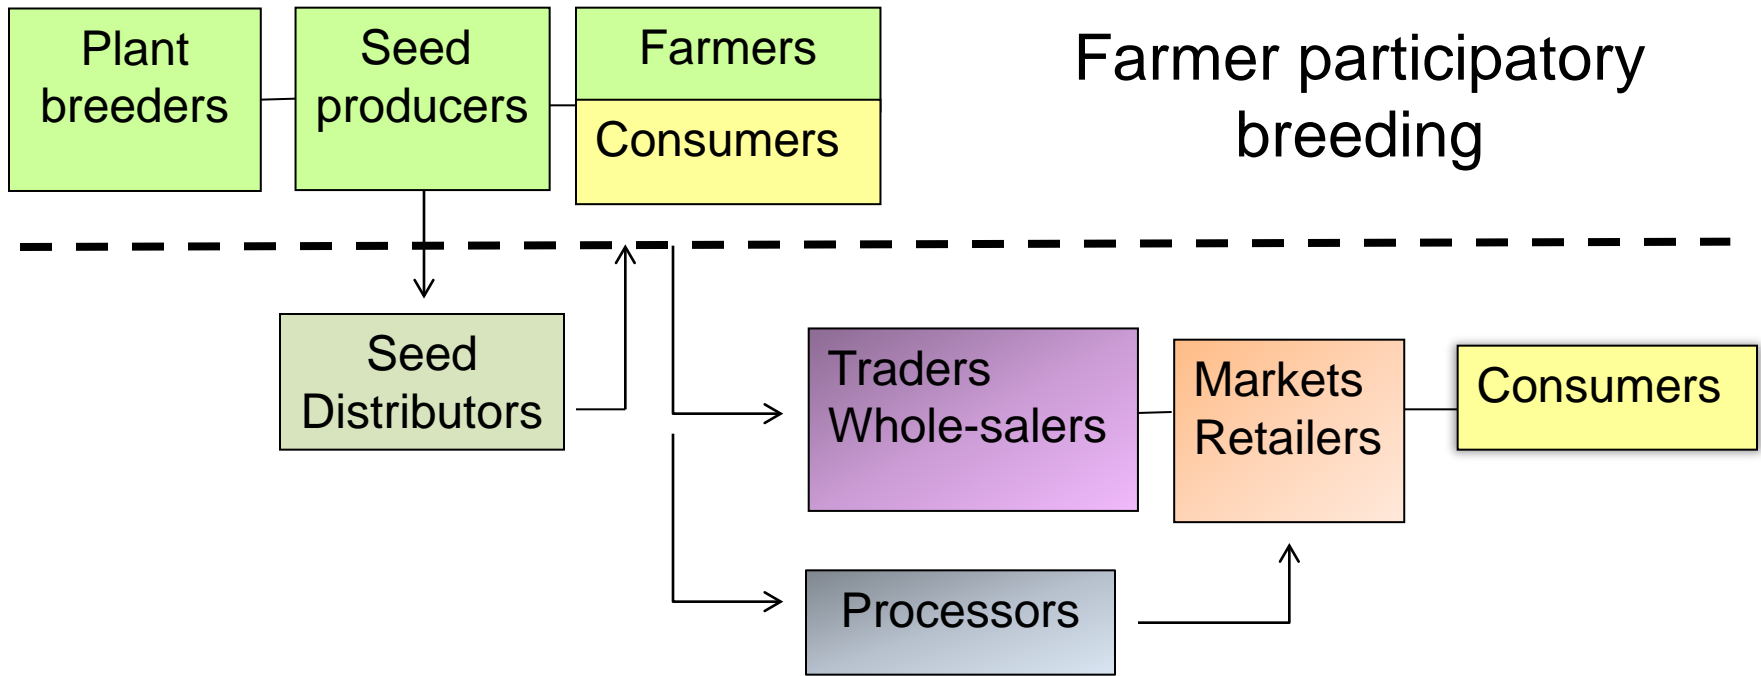 Plant
breeders
Seed
producers
Farmers
Consumers
Farmer participatory
breeding
Seed
Distributors
Traders
Whole-salers
Markets
Retailers
Consumers
Processors